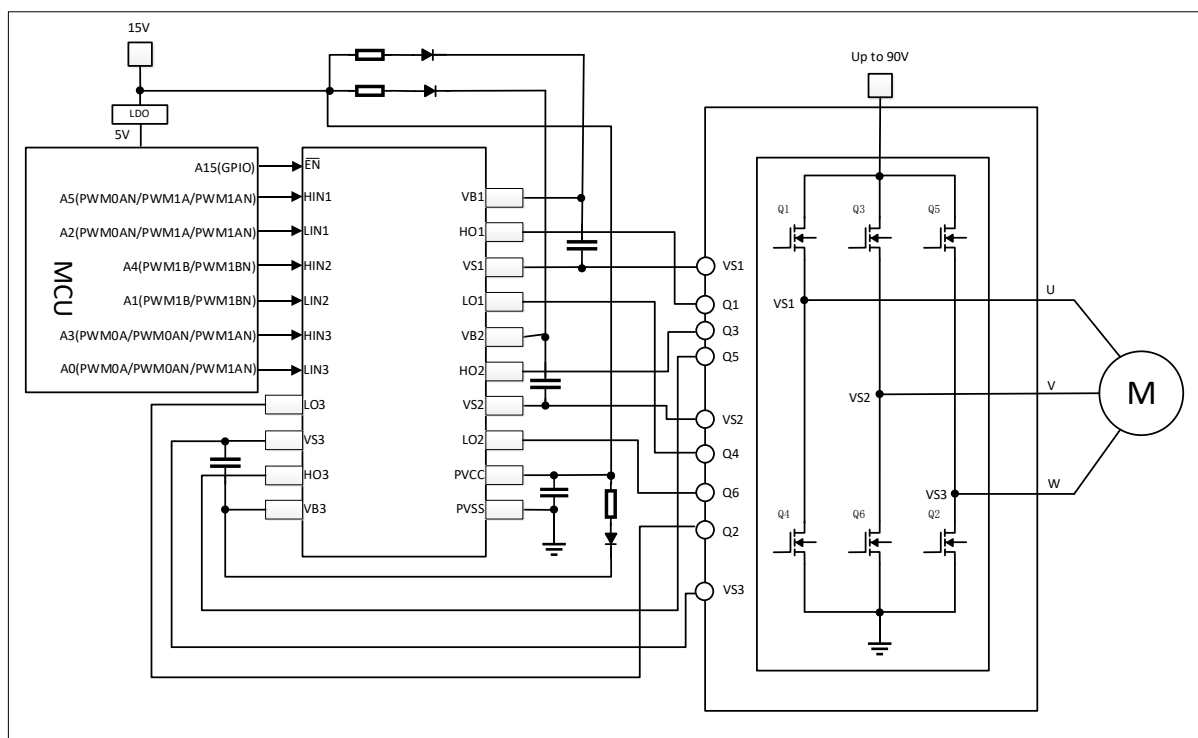 15V
Up to 90V
LDO
5V
MCU
A15(GPIO)
A5(PWM0AN/PWM1A/PWM1AN)
A2(PWM0AN/PWM1A/PWM1AN)
A4(PWM1B/PWM1BN)
A1(PWM1B/PWM1BN)
A3(PWM0A/PWM0AN/PWM1AN)
A0(PWM0A/PWM0AN/PWM1AN)
EN
HIN1
LIN1
HIN2
LIN2
HIN3
LIN3
LO3
VS3
HO3
VB3
VB1
HO1
VS1
LO1
VB2
HO2
VS2
LO2
PVCC
PVSS
VS1
Q1
Q3
Q5
VS2
Q4
Q6
Q2
VS3
Q1
Q3
Q5
VS1
VS2
VS3
Q4
Q6
Q2
U
V
W
M